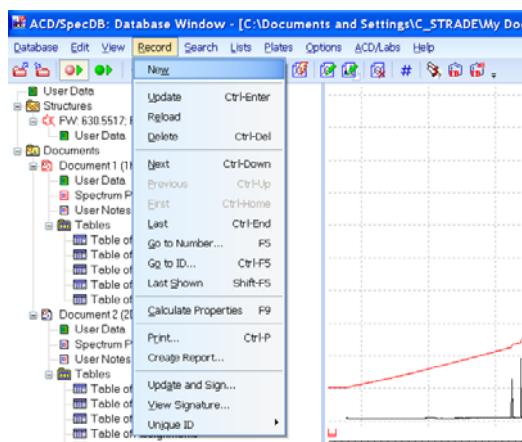 ACD/SpecDB: Database Window - [C:\Documents and Settings\C_STRADE\My Do
Database Edit View Record Search Lists Plates Options ACD/Labs Help
User Data
Structures
FW: 630.5517; F
User Data
Documents
Document 1 (1H
User Data
Spectrum P
User Notes
Tables
Table of
Table of
Table of
Table of
Table of
Document 2 (2D
User Data
Spectrum P
User Notes
Tables
Table of
Table of
Table of
Table of Assignments
New
Update Ctrl-Enter
Reload
Delete Ctrl-Del
Next Ctrl-Down
Previous Ctrl-Up
First Ctrl-Home
Last Ctrl-End
Go to Number... F5
Go to ID... Ctrl-F5
Last Shown Shift-F5
Calculate Properties F9
Print... Ctrl-P
Create Report...
Update and Sign...
View Signature...
Unique ID